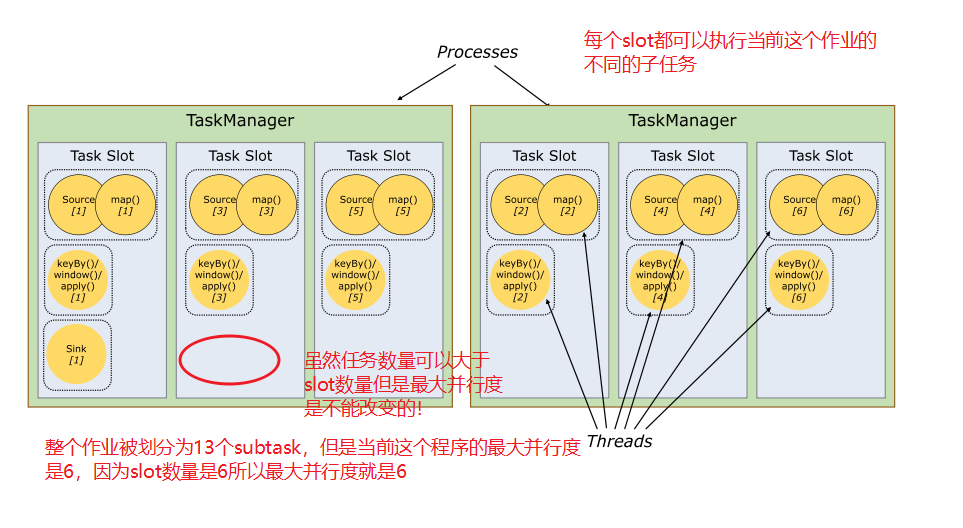 Processes
每个slot都可以执行当前这个作业的
不同的子任务
TaskManager
Task Slot
Source
[1]
map()
[1]
keyBy()/
window()/
apply()
[1]
Sink
[1]
Task Slot
Source
[3]
map()
[3]
keyBy()/
window()/
apply()
[3]
Task Slot
Source
[5]
map()
[5]
keyBy()/
window()/
apply()
[5]
TaskManager
Task Slot
Source
[2]
map()
[2]
keyBy()/
window()/
apply()
[2]
Task Slot
Source
[4]
map()
[4]
keyBy()/
window()/
apply()
[4]
Task Slot
Source
[6]
map()
[6]
keyBy()/
window()/
apply()
[6]
虽然任务数量可以大于
slot数量但是最大并行度
是不能改变的!
Threads
整个作业被划分为13个subtask，但是当前这个程序的最大并行度
是6，因为slot数量是6所以最大并行度就是6